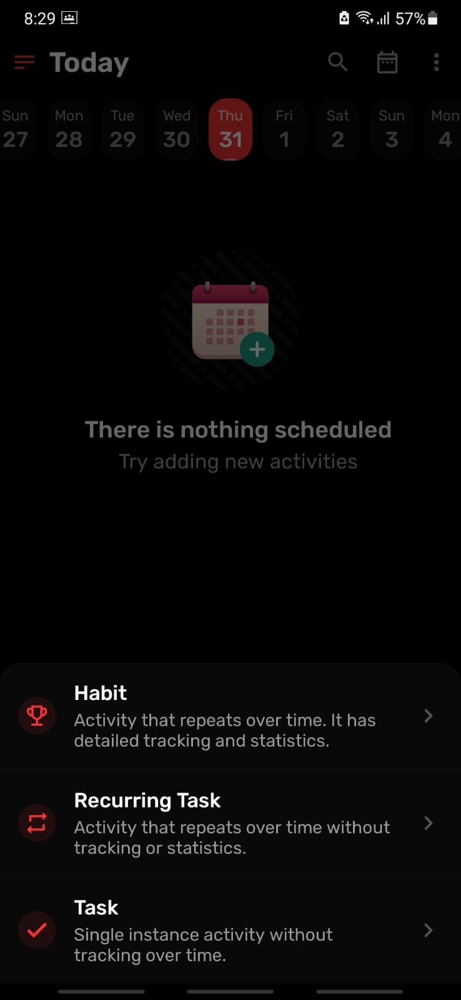 8:29 57%
Today
Sun Mon Tue Wed Thu Fri Sat Sun Mon
27 28 29 30 31 1 2 3 4
There is nothing scheduled
Try adding new activities
Habit
Activity that repeats over time. It has
detailed tracking and statistics.
Recurring Task
Activity that repeats over time without
tracking or statistics.
Task
Single instance activity without
tracking over time.